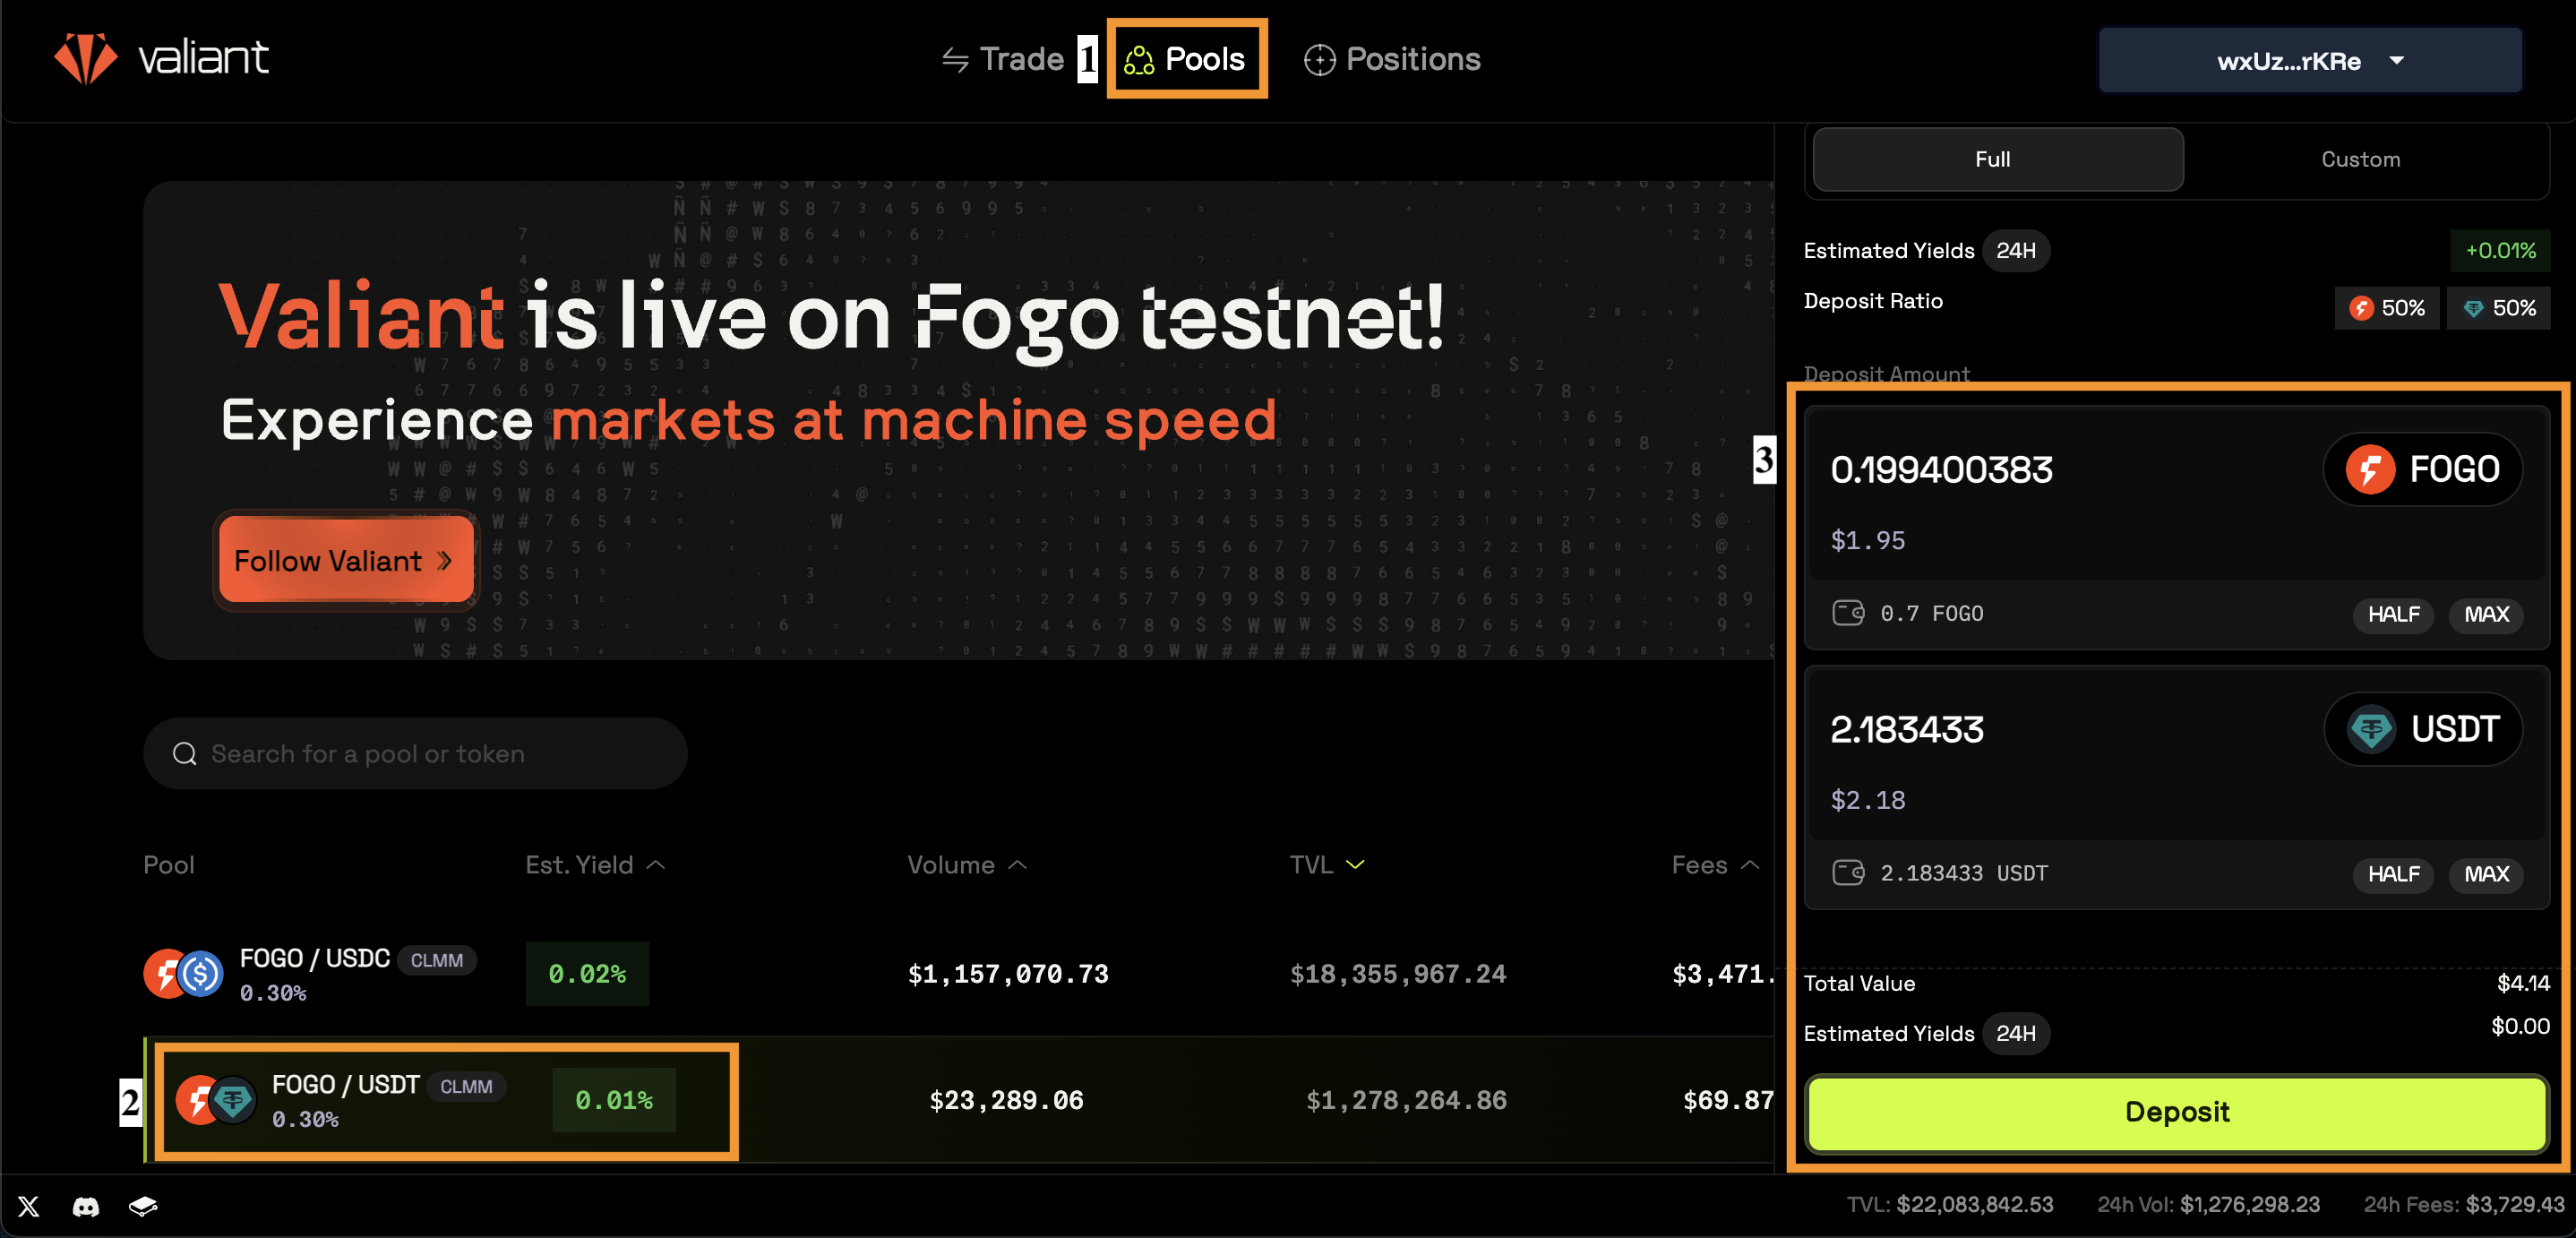 valiant
Trade
1
Pools
Positions
wxUz...rKRe
Valiant is live on Fogo testnet!
Experience markets at machine speed
Follow Valiant »
Search for a pool or token
Pool Est. Yield Volume TVL Fees
FOGO / USDC CLMM
0.30%
0.02% $1,157,070.73 $18,355,967.24 $3,471.
2
FOGO / USDT CLMM
0.30%
0.01% $23,289.06 $1,278,264.86 $69.87
Full Custom
Estimated Yields 24H +0.01%
Deposit Ratio 50% 50%
Deposit Amount
3
0.199400383 FOGO
$1.95
0.7 FOGO HALF MAX
2.183433 USDT
$2.18
2.183433 USDT HALF MAX
Total Value $4.14
Estimated Yields 24H $0.00
Deposit
TVL: $22,083,842.53 24h Vol: $1,276,298.23 24h Fees: $3,729.43